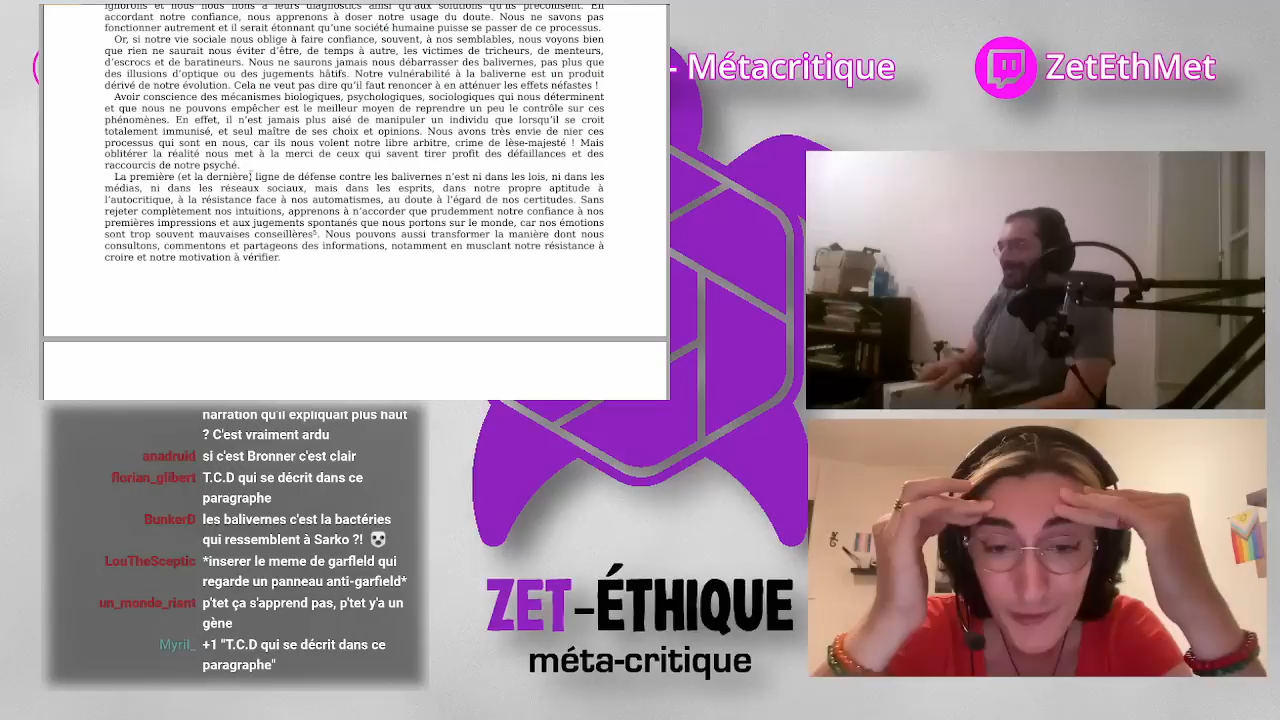 ignorons et nous nous fions à leurs diagnostics ainsi qu'aux solutions qu'ils préconisent. En
accordant notre confiance, nous apprenons à doser notre usage du doute. Nous ne savons pas
fonctionner autrement et il serait étonnant qu'une société humaine puisse se passer de ce processus.
Or, si notre vie sociale nous oblige à faire confiance, souvent, à nos semblables, nous voyons bien
que rien ne saurait nous éviter d'être, de temps à autre, les victimes de tricheurs, de menteurs,
d'escrocs et de baratineurs. Nous ne pourrons jamais nous débarrasser des balivernes, pas plus que
des illusions d'optique ou des jugements hâtifs. Notre vulnérabilité à la baliverne est un produit
dérivé de notre évolution. Cela ne veut pas dire qu'il faut renoncer à en atténuer les effets néfastes !
Avoir conscience des mécanismes biologiques, psychologiques, sociologiques qui nous déterminent
et que nous ne pouvons empêcher est le meilleur moyen de reprendre un peu le contrôle sur ces
phénomènes. En effet, il n'est jamais plus aisé de manipuler un individu que lorsqu'il se croit
totalement immunisé, et seul maître de ses choix et opinions. Nous avons très envie de nier ces
processus qui sont en nous, car ils nous volent notre libre arbitre, crime de lèse-majesté ! Mais
oblitérer la réalité nous met à la merci de ceux qui savent tirer profit des défaillances et des
raccourcis de notre psyché.
La première (et la dernière) ligne de défense contre les balivernes n'est ni dans les lois, ni dans les
médias, ni dans les réseaux sociaux, mais dans les esprits, dans notre propre aptitude à
l'autocritique, à la résistance face à nos automatismes, au doute à l'égard de nos certitudes. Sans
rejeter complètement nos intuitions, apprenons à n'accorder que prudemment notre confiance à nos
premières impressions et aux jugements spontanés que nous portons sur le monde, car nos émotions
sont trop souvent mauvaises conseillères⁵. Nous pouvons aussi transformer la manière dont nous
consultons, commentons et partageons des informations, notamment en musclant notre résistance à
croire et notre motivation à vérifier.
- Métacritique
ZetEthMet
narration qu'il expliquait plus haut
? C'est vraiment ardu
anadruid si c'est Bronner c'est clair
florian_gilbert T.C.D qui se décrit dans ce
paragraphe
BunkerD les balivernes c'est la bactéries
qui ressemblent à Sarko ?!
LouTheSceptic *inserer le meme de garfield qui
regarde un panneau anti-garfield*
un_monde_riant p'tet ça s'apprend pas, p'tet y'a un
gène
Myril_ +1 "T.C.D qui se décrit dans ce
paragraphe"
ZET-ÉTHIQUE
méta-critique